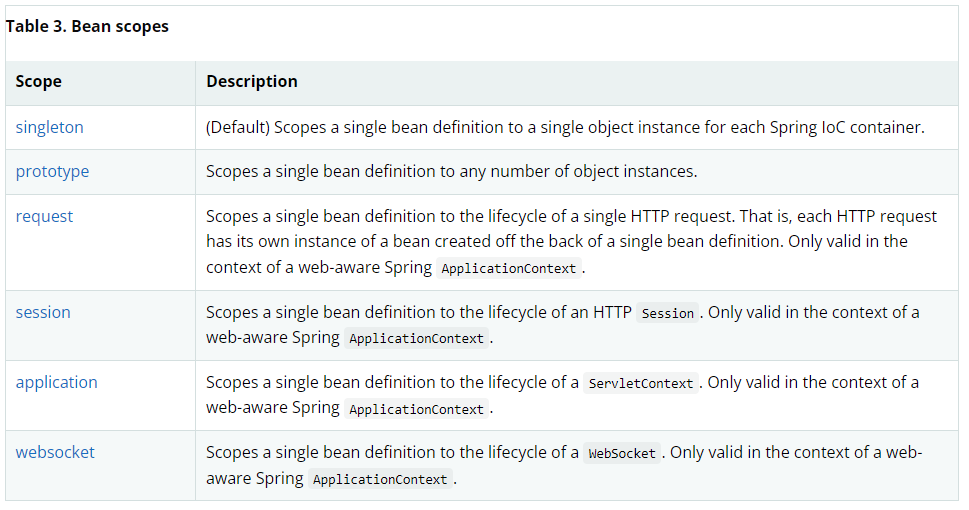 Table 3. Bean scopes
Scope Description
singleton (Default) Scopes a single bean definition to a single object instance for each Spring IoC container.
prototype Scopes a single bean definition to any number of object instances.
request Scopes a single bean definition to the lifecycle of a single HTTP request. That is, each HTTP request
has its own instance of a bean created off the back of a single bean definition. Only valid in the
context of a web-aware Spring ApplicationContext.
session Scopes a single bean definition to the lifecycle of an HTTP Session. Only valid in the context of a
web-aware Spring ApplicationContext.
application Scopes a single bean definition to the lifecycle of a ServletContext. Only valid in the context of a
web-aware Spring ApplicationContext.
websocket Scopes a single bean definition to the lifecycle of a WebSocket. Only valid in the context of a web-
aware Spring ApplicationContext.